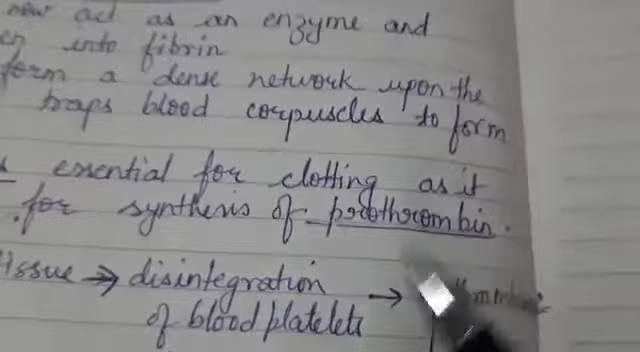 now act as an enzyme and
into fibrin
form a dense network upon the
traps blood corpuscles to form
essential for clotting as it
for synthesis of prothrombin.
tissue ⇒ disintegration →
of blood platelets